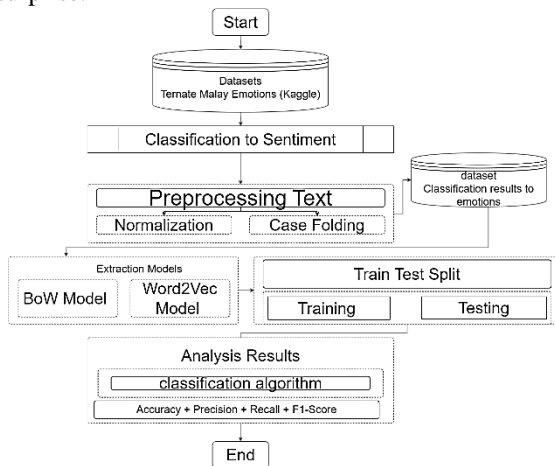 Start
Datasets
Ternate Malay Emotions (Kaggle)
Classification to Sentiment
Preprocessing Text
Normalization
Case Folding
dataset
Classification results to
emotions
Extraction Models
BoW Model
Word2Vec
Model
Train Test Split
Training
Testing
Analysis Results
classification algorithm
Accuracy + Precision + Recall + F1-Score
End